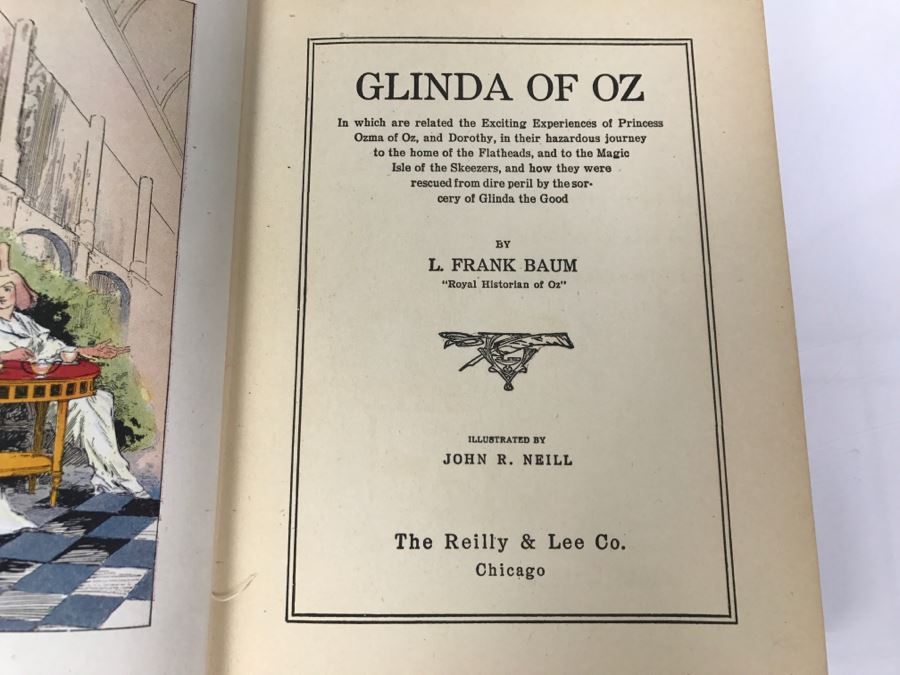 GLINDA OF OZ
In which are related the Exciting Experiences of Princess
Ozma of Oz, and Dorothy, in their hazardous journey
to the home of the Flatheads, and to the Magic
Isle of the Skeezers, and how they were
rescued from dire peril by the sor-
cery of Glinda the Good
BY
L. FRANK BAUM
"Royal Historian of Oz"
ILLUSTRATED BY
JOHN R. NEILL
The Reilly & Lee Co.
Chicago